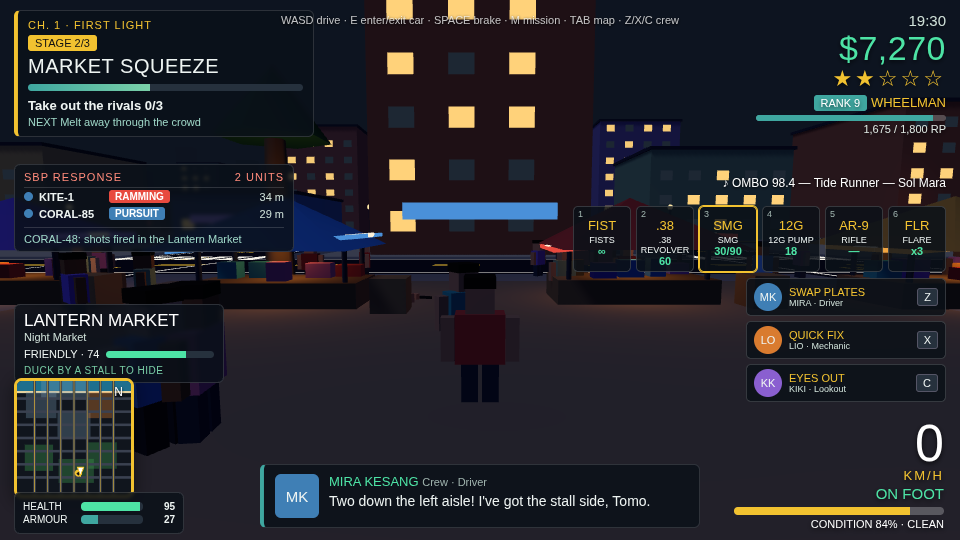 WASD drive · E enter/exit car · SPACE brake · M mission · TAB map · Z/X/C crew
CH. 1 · FIRST LIGHT
STAGE 2/3
MARKET SQUEEZE
Take out the rivals 0/3
NEXT Melt away through the crowd
19:30
$7,270
★★☆☆☆
RANK 9 WHEELMAN
1,675 / 1,800 RP
SBP RESPONSE 2 UNITS
KITE-1 RAMMING 34 m
CORAL-85 PURSUIT 29 m
CORAL-48: shots fired in the Lantern Market
♪ OMBO 98.4 — Tide Runner — Sol Mara
1 FIST FISTS ∞
2 .38 .38 REVOLVER 60
3 SMG SMG 30/90
4 12G 12G PUMP 18
5 AR-9 RIFLE —
6 FLR FLARE x3
MK SWAP PLATES Z
MIRA · Driver
LO QUICK FIX X
LIO · Mechanic
KK EYES OUT C
KIKI · Lookout
LANTERN MARKET
Night Market
FRIENDLY · 74
DUCK BY A STALL TO HIDE
N
HEALTH 95
ARMOUR 27
MK
MIRA KESANG Crew · Driver
Two down the left aisle! I've got the stall side, Tomo.
0
KM/H
ON FOOT
CONDITION 84% · CLEAN